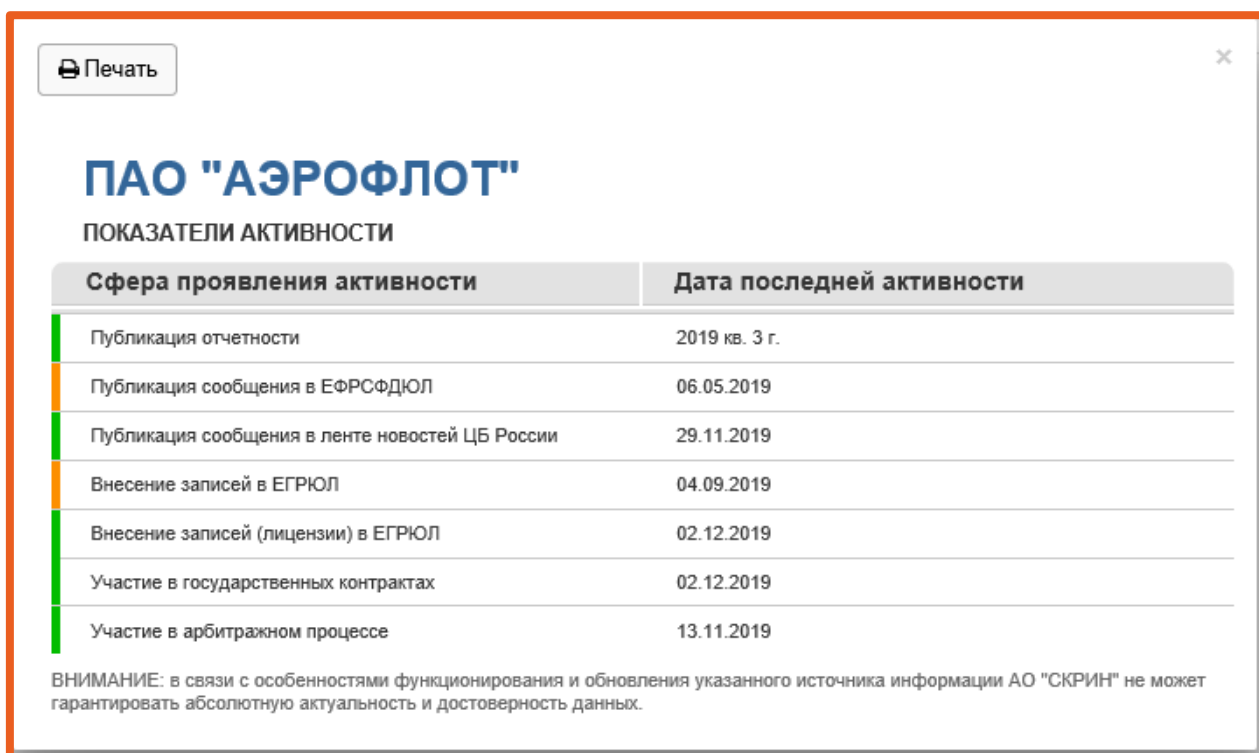 Печать
×
ПАО "АЭРОФЛОТ"
ПОКАЗАТЕЛИ АКТИВНОСТИ
Сфера проявления активности Дата последней активности
Публикация отчетности 2019 кв. 3 г.
Публикация сообщения в ЕФРСФДЮЛ 06.05.2019
Публикация сообщения в ленте новостей ЦБ России 29.11.2019
Внесение записей в ЕГРЮЛ 04.09.2019
Внесение записей (лицензии) в ЕГРЮЛ 02.12.2019
Участие в государственных контрактах 02.12.2019
Участие в арбитражном процессе 13.11.2019
ВНИМАНИЕ: в связи с особенностями функционирования и обновления указанного источника информации АО "СКРИН" не может
гарантировать абсолютную актуальность и достоверность данных.